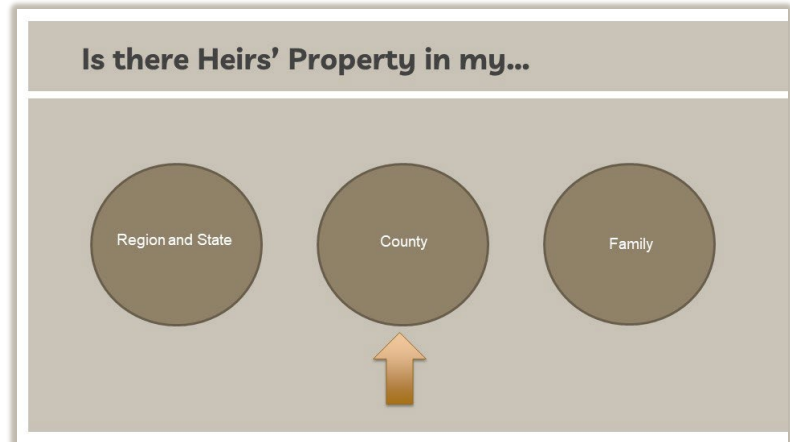 Is there Heirs’ Property in my...
Region and State
County
Family